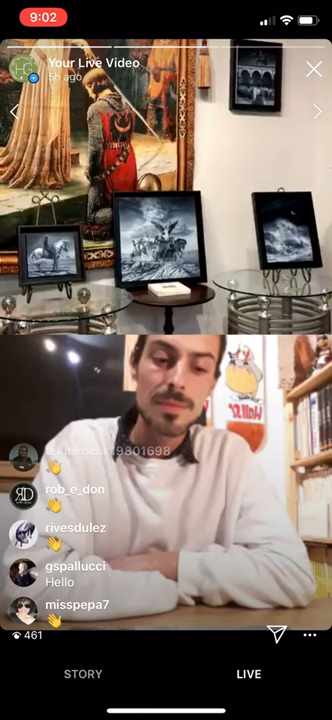 9:02
Your Live Video
5h ago
rob_e_don
👋
rivesdulez
👋
gspallucci
Hello
misspepa7
👋
461
STORY
LIVE